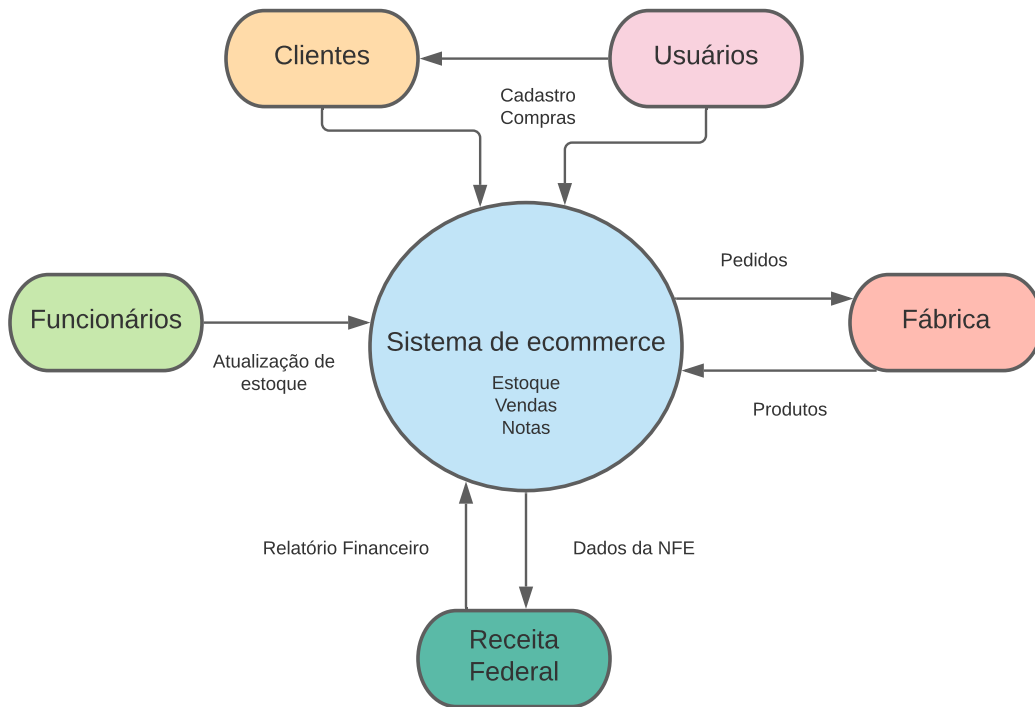 Clientes
Usuários
Cadastro
Compras
Pedidos
Funcionários
Fábrica
Sistema de ecommerce
Atualização de
estoque
Estoque
Vendas
Notas
Produtos
Relatório Financeiro
Dados da NFE
Receita
Federal